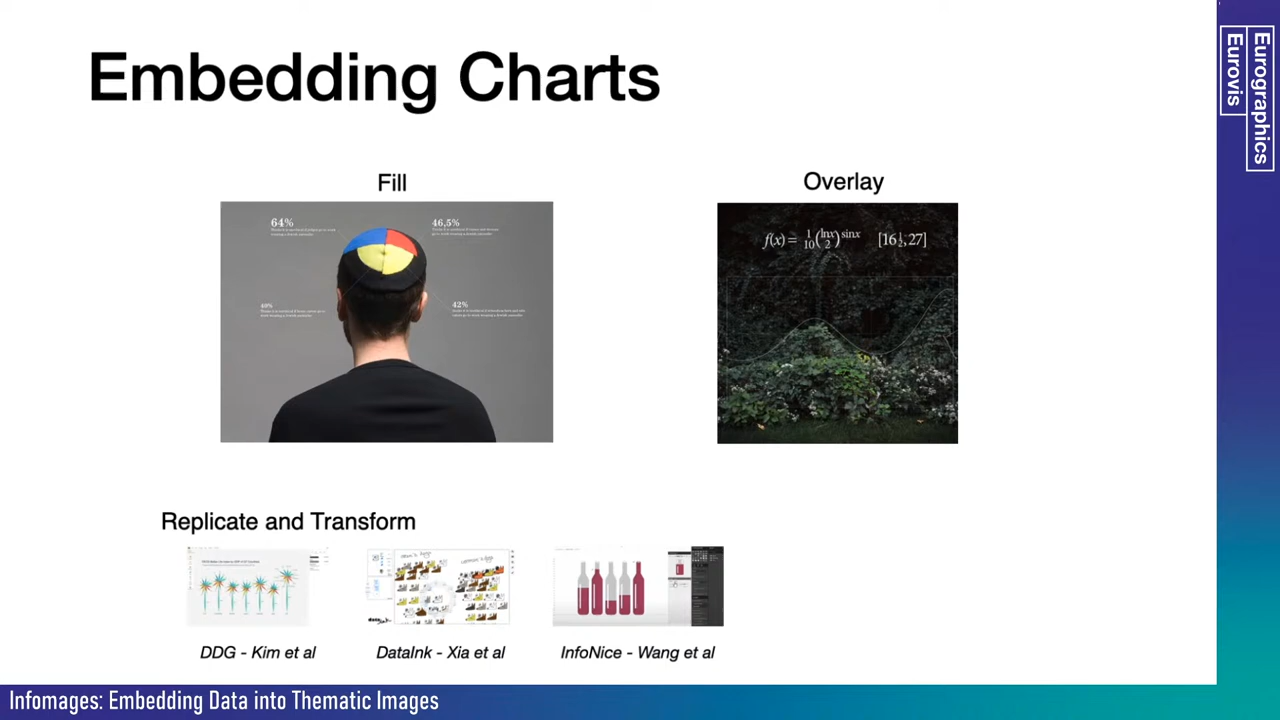 Embedding Charts
Eurovis
Eurographics
Fill
Overlay
64%
46,5%
40%
42%
f(x) = 1/10 (lnx/2)^sinx [16 1/2, 27]
Replicate and Transform
DDG - Kim et al
DataInk - Xia et al
InfoNice - Wang et al
Infomages: Embedding Data into Thematic Images